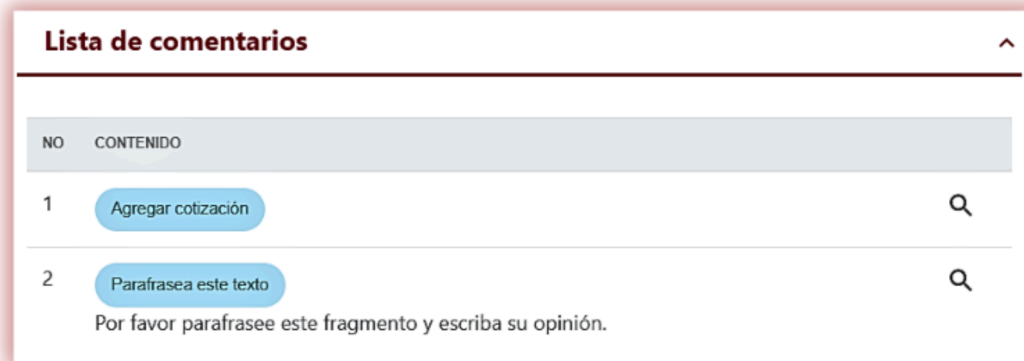 Lista de comentarios
NO CONTENIDO
1 Agregar cotización
2 Parafrasea este texto
Por favor parafrasee este fragmento y escriba su opinión.